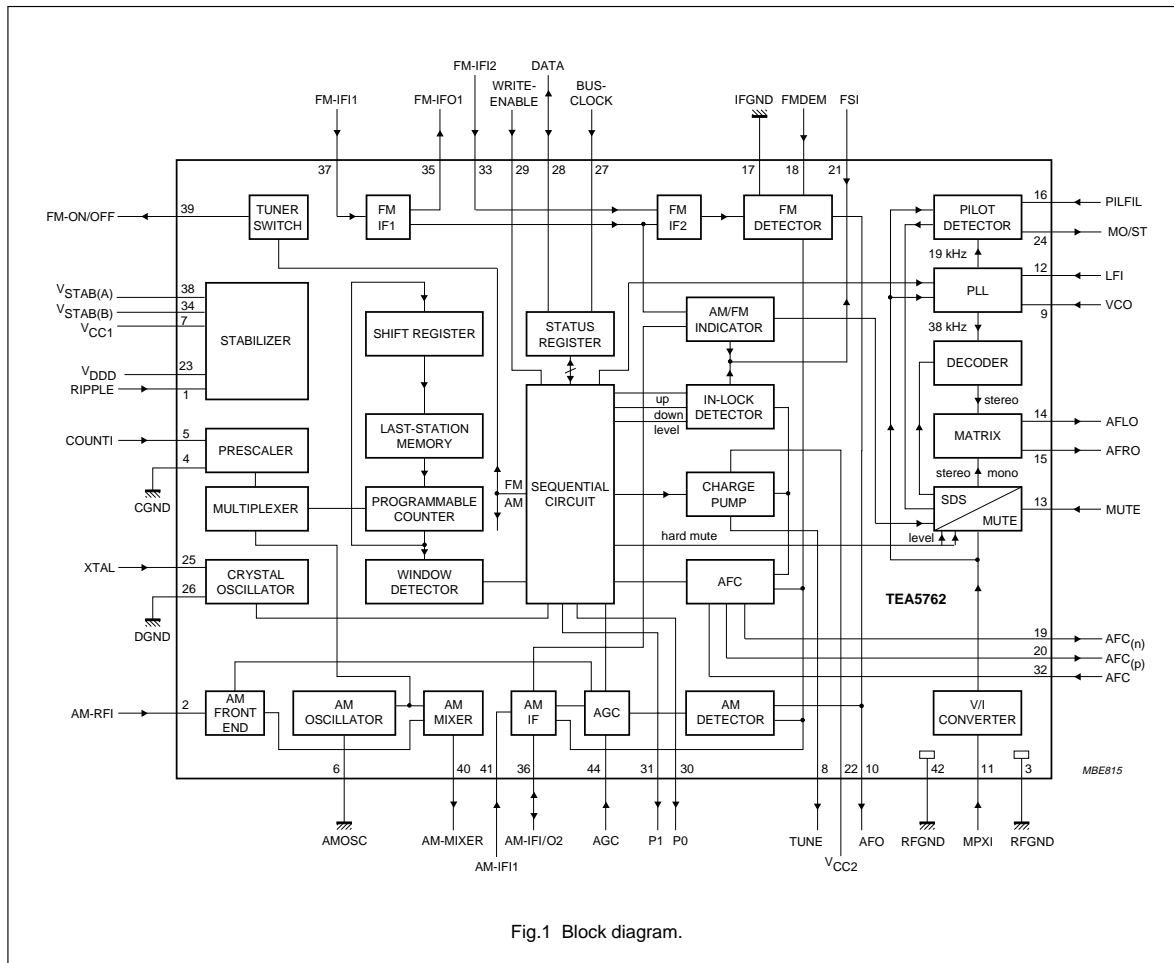 FM-IFI2
DATA
WRITE-
ENABLE
BUS-
CLOCK
FM-IFI1
FM-IFO1
IFGND
FMDEM
FSI
37
35
33
29
28
27
17
18
21
FM-ON/OFF
39
TUNER
SWITCH
FM
IF1
FM
IF2
FM
DETECTOR
PILOT
DETECTOR
16
PILFIL
24
MO/ST
19 kHz
VSTAB(A)
38
VSTAB(B)
34
VCC1
7
STABILIZER
VDDD
23
RIPPLE
1
SHIFT REGISTER
STATUS
REGISTER
AM/FM
INDICATOR
PLL
12
LFI
9
VCO
38 kHz
DECODER
stereo
LAST-STATION
MEMORY
up
down
level
IN-LOCK
DETECTOR
MATRIX
14
AFLO
15
AFRO
stereo
mono
COUNTI
5
4
CGND
PRESCALER
MULTIPLEXER
PROGRAMMABLE
COUNTER
FM
AM
SEQUENTIAL
CIRCUIT
CHARGE
PUMP
SDS
MUTE
13
MUTE
level
hard mute
XTAL
25
26
DGND
CRYSTAL
OSCILLATOR
WINDOW
DETECTOR
AFC
TEA5762
19
AFC(n)
20
AFC(p)
32
AFC
AM-RFI
2
AM
FRONT
END
AM
OSCILLATOR
AM
MIXER
AM
IF
AGC
AM
DETECTOR
V/I
CONVERTER
6
40
41
36
44
31
30
8
22
10
42
11
3
MBE815
AMOSC
AM-MIXER
AM-IFI1
AM-IFI/O2
AGC
P1
P0
TUNE
VCC2
AFO
RFGND
MPXI
RFGND
Fig.1 Block diagram.